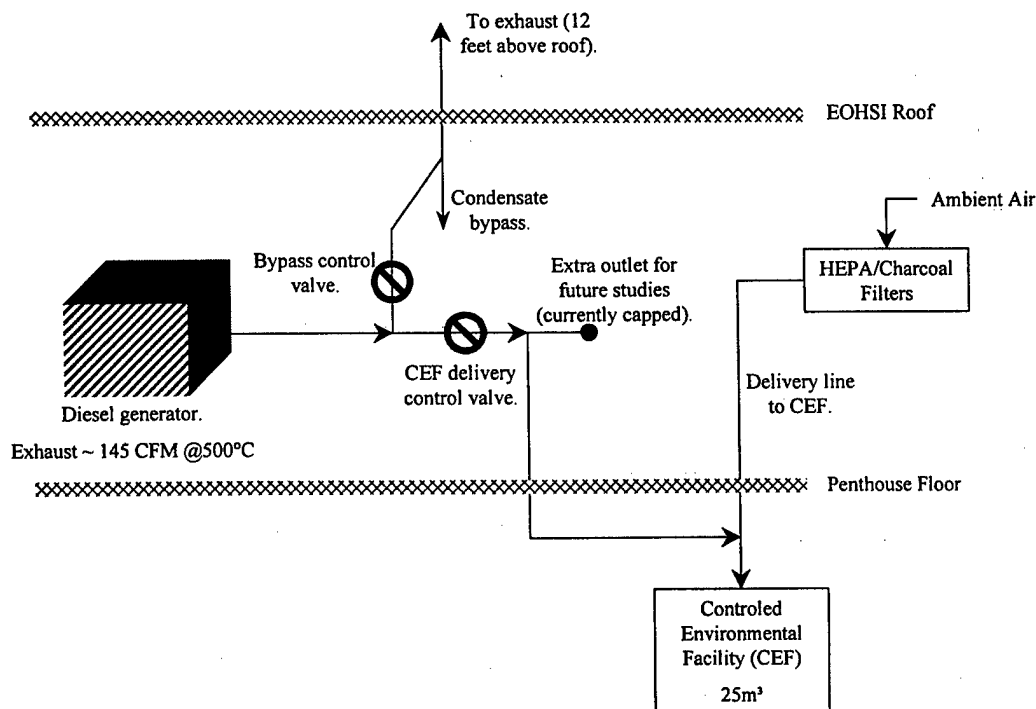 To exhaust (12
feet above roof).
EOHSI Roof
Condensate
bypass.
Ambient Air
Bypass control
valve.
Extra outlet for
future studies
(currently capped).
HEPA/Charcoal
Filters
CEF delivery
control valve.
Delivery line
to CEF.
Diesel generator.
Exhaust ~ 145 CFM @500°C
Penthouse Floor
Controled
Environmental
Facility (CEF)
25m³